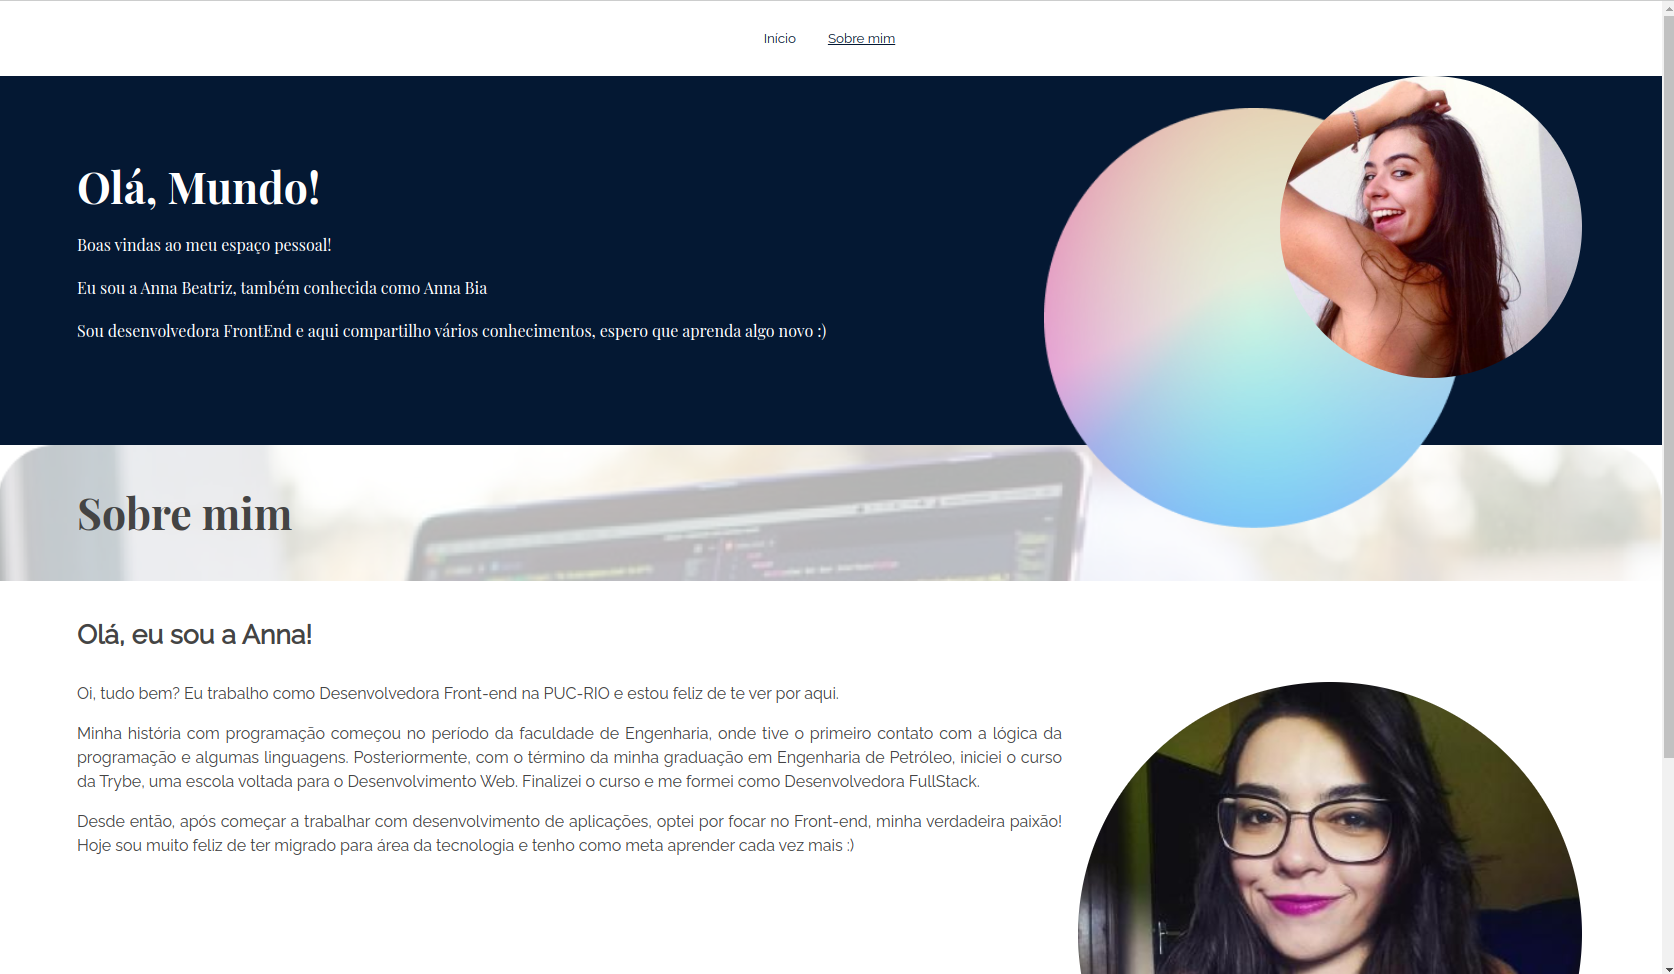 Início Sobre mim
Olá, Mundo!
Boas vindas ao meu espaço pessoal!
Eu sou a Anna Beatriz, também conhecida como Anna Bia
Sou desenvolvedora FrontEnd e aqui compartilho vários conhecimentos, espero que aprenda algo novo :)
Sobre mim
Olá, eu sou a Anna!
Oi, tudo bem? Eu trabalho como Desenvolvedora Front-end na PUC-RIO e estou feliz de te ver por aqui.
Minha história com programação começou no período da faculdade de Engenharia, onde tive o primeiro contato com a lógica da
programação e algumas linguagens. Posteriormente, com o término da minha graduação em Engenharia de Petróleo, iniciei o curso
da Trybe, uma escola voltada para o Desenvolvimento Web. Finalizei o curso e me formei como Desenvolvedora FullStack.
Desde então, após começar a trabalhar com desenvolvimento de aplicações, optei por focar no Front-end, minha verdadeira paixão!
Hoje sou muito feliz de ter migrado para área da tecnologia e tenho como meta aprender cada vez mais :)